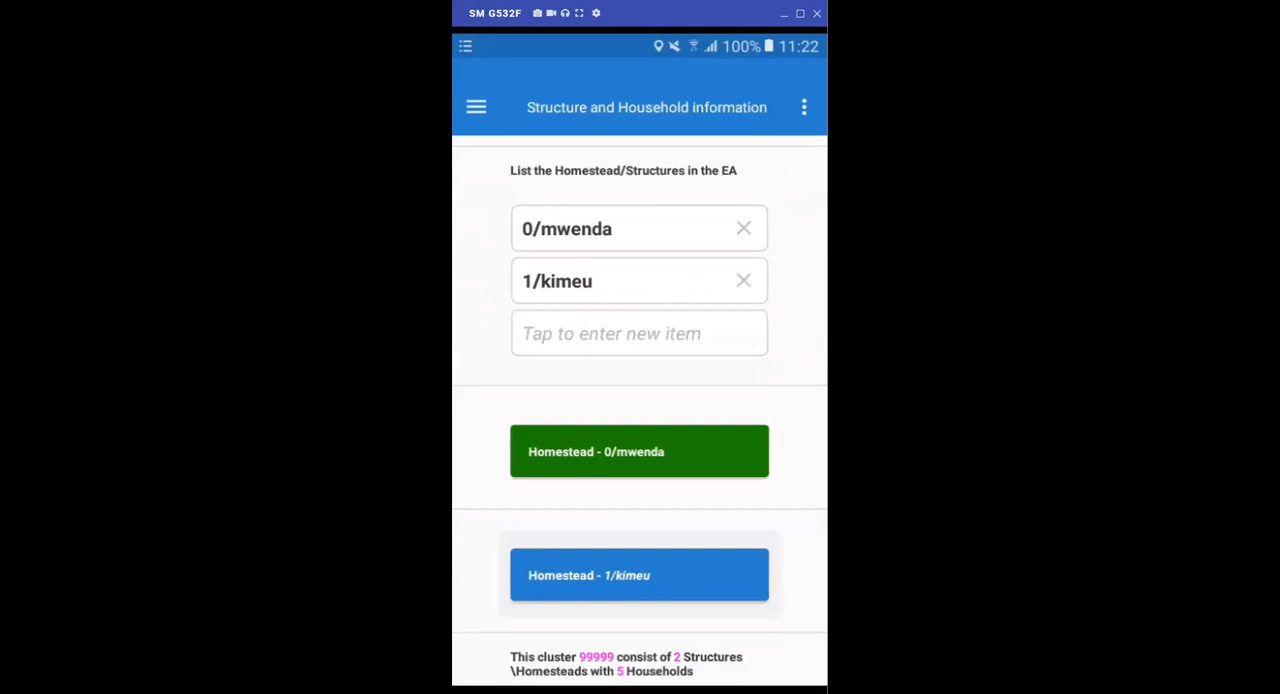 SM G532F
100% 11:22
Structure and Household information
List the Homestead/Structures in the EA
0/mwenda
1/kimeu
Tap to enter new item
Homestead - 0/mwenda
Homestead - 1/kimeu
This cluster 99999 consist of 2 Structures
\Homesteads with 5 Households